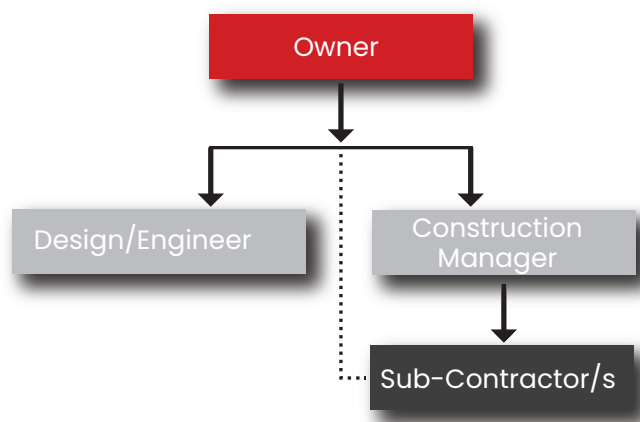 Owner
Design/Engineer
Construction
Manager
Sub-Contractor/s